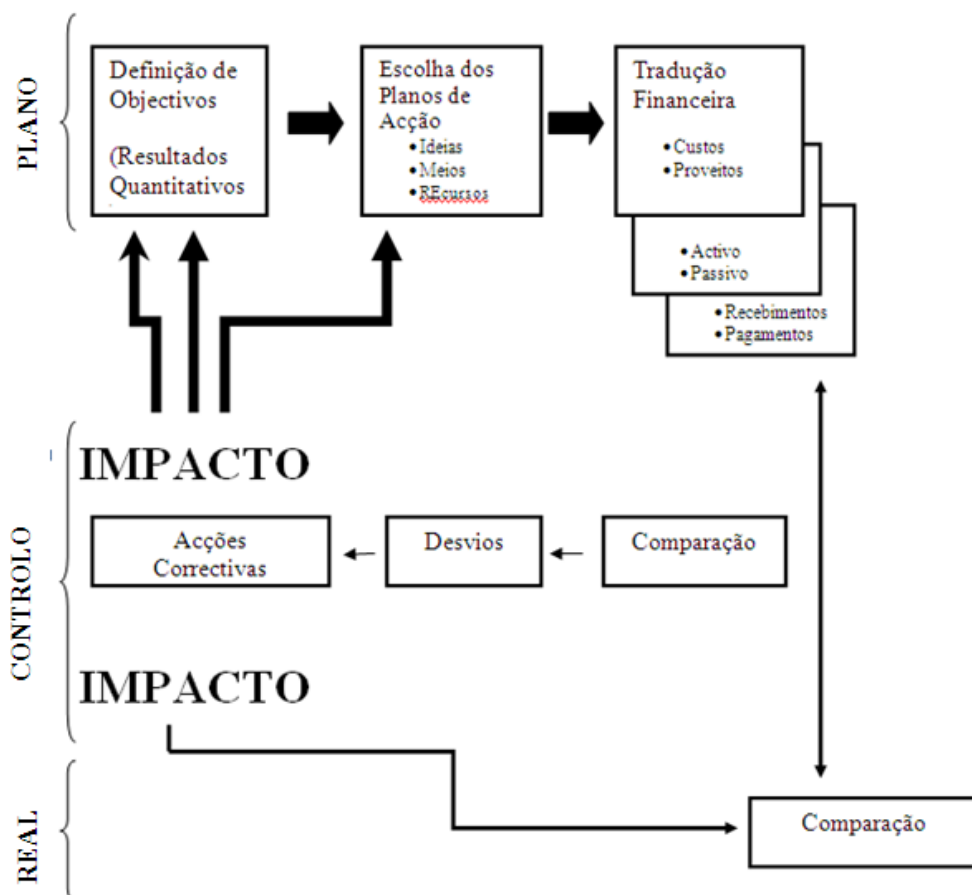 PLANO
Definição de
Objectivos
(Resultados
Quantitativos
Escolha dos
Planos de
Acção
• Ideias
• Meios
• REcursos
Tradução
Financeira
• Custos
• Proveitos
• Activo
• Passivo
• Recebimentos
• Pagamentos
CONTROLO
IMPACTO
Acções
Correctivas
Desvios
Comparação
IMPACTO
REAL
Comparação